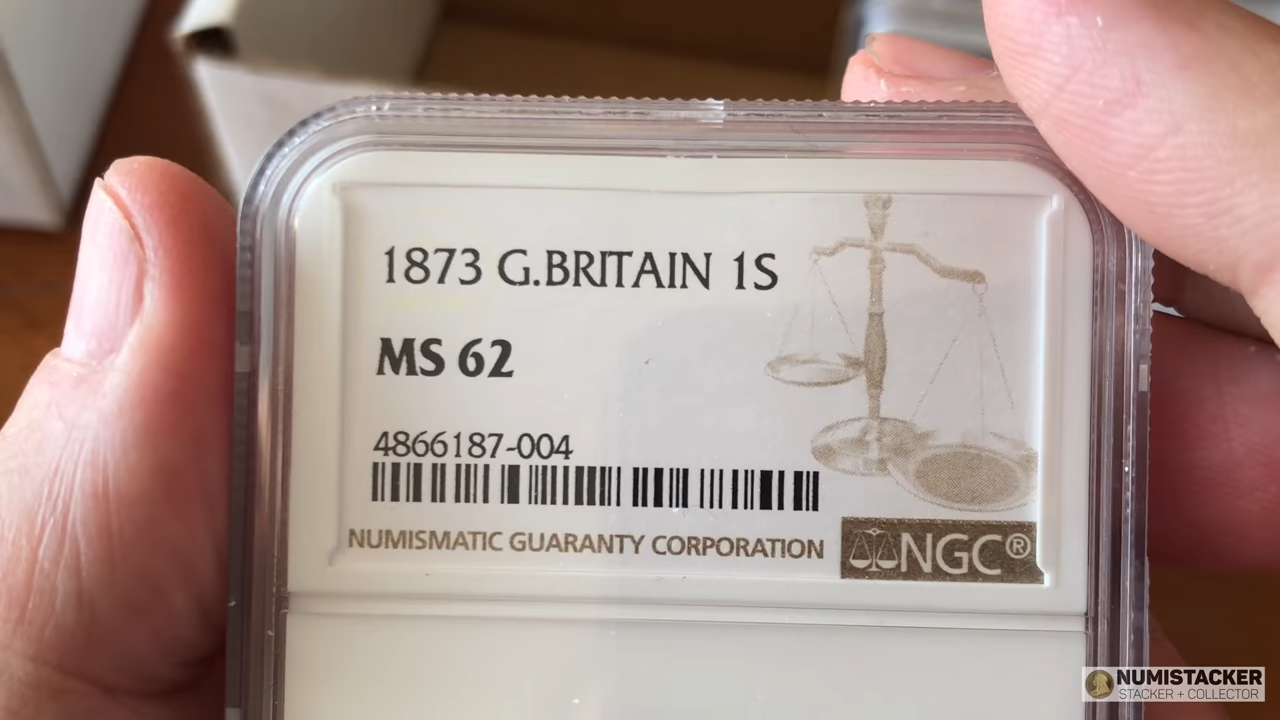 1873 G.BRITAIN 1S
MS 62
4866187-004
NUMISMATIC GUARANTY CORPORATION
NGC®
NUMISTACKER
STACKER + COLLECTOR